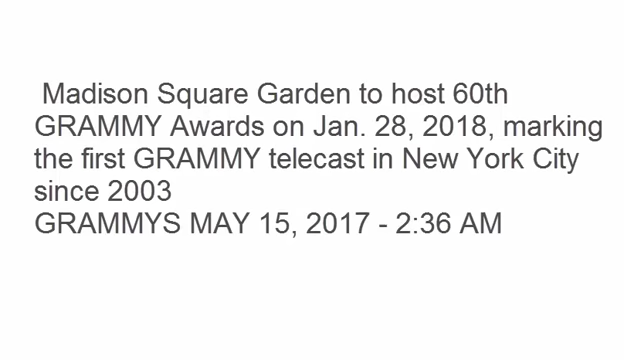 Madison Square Garden to host 60th
GRAMMY Awards on Jan. 28, 2018, marking
the first GRAMMY telecast in New York City
since 2003
GRAMMYS MAY 15, 2017 - 2:36 AM